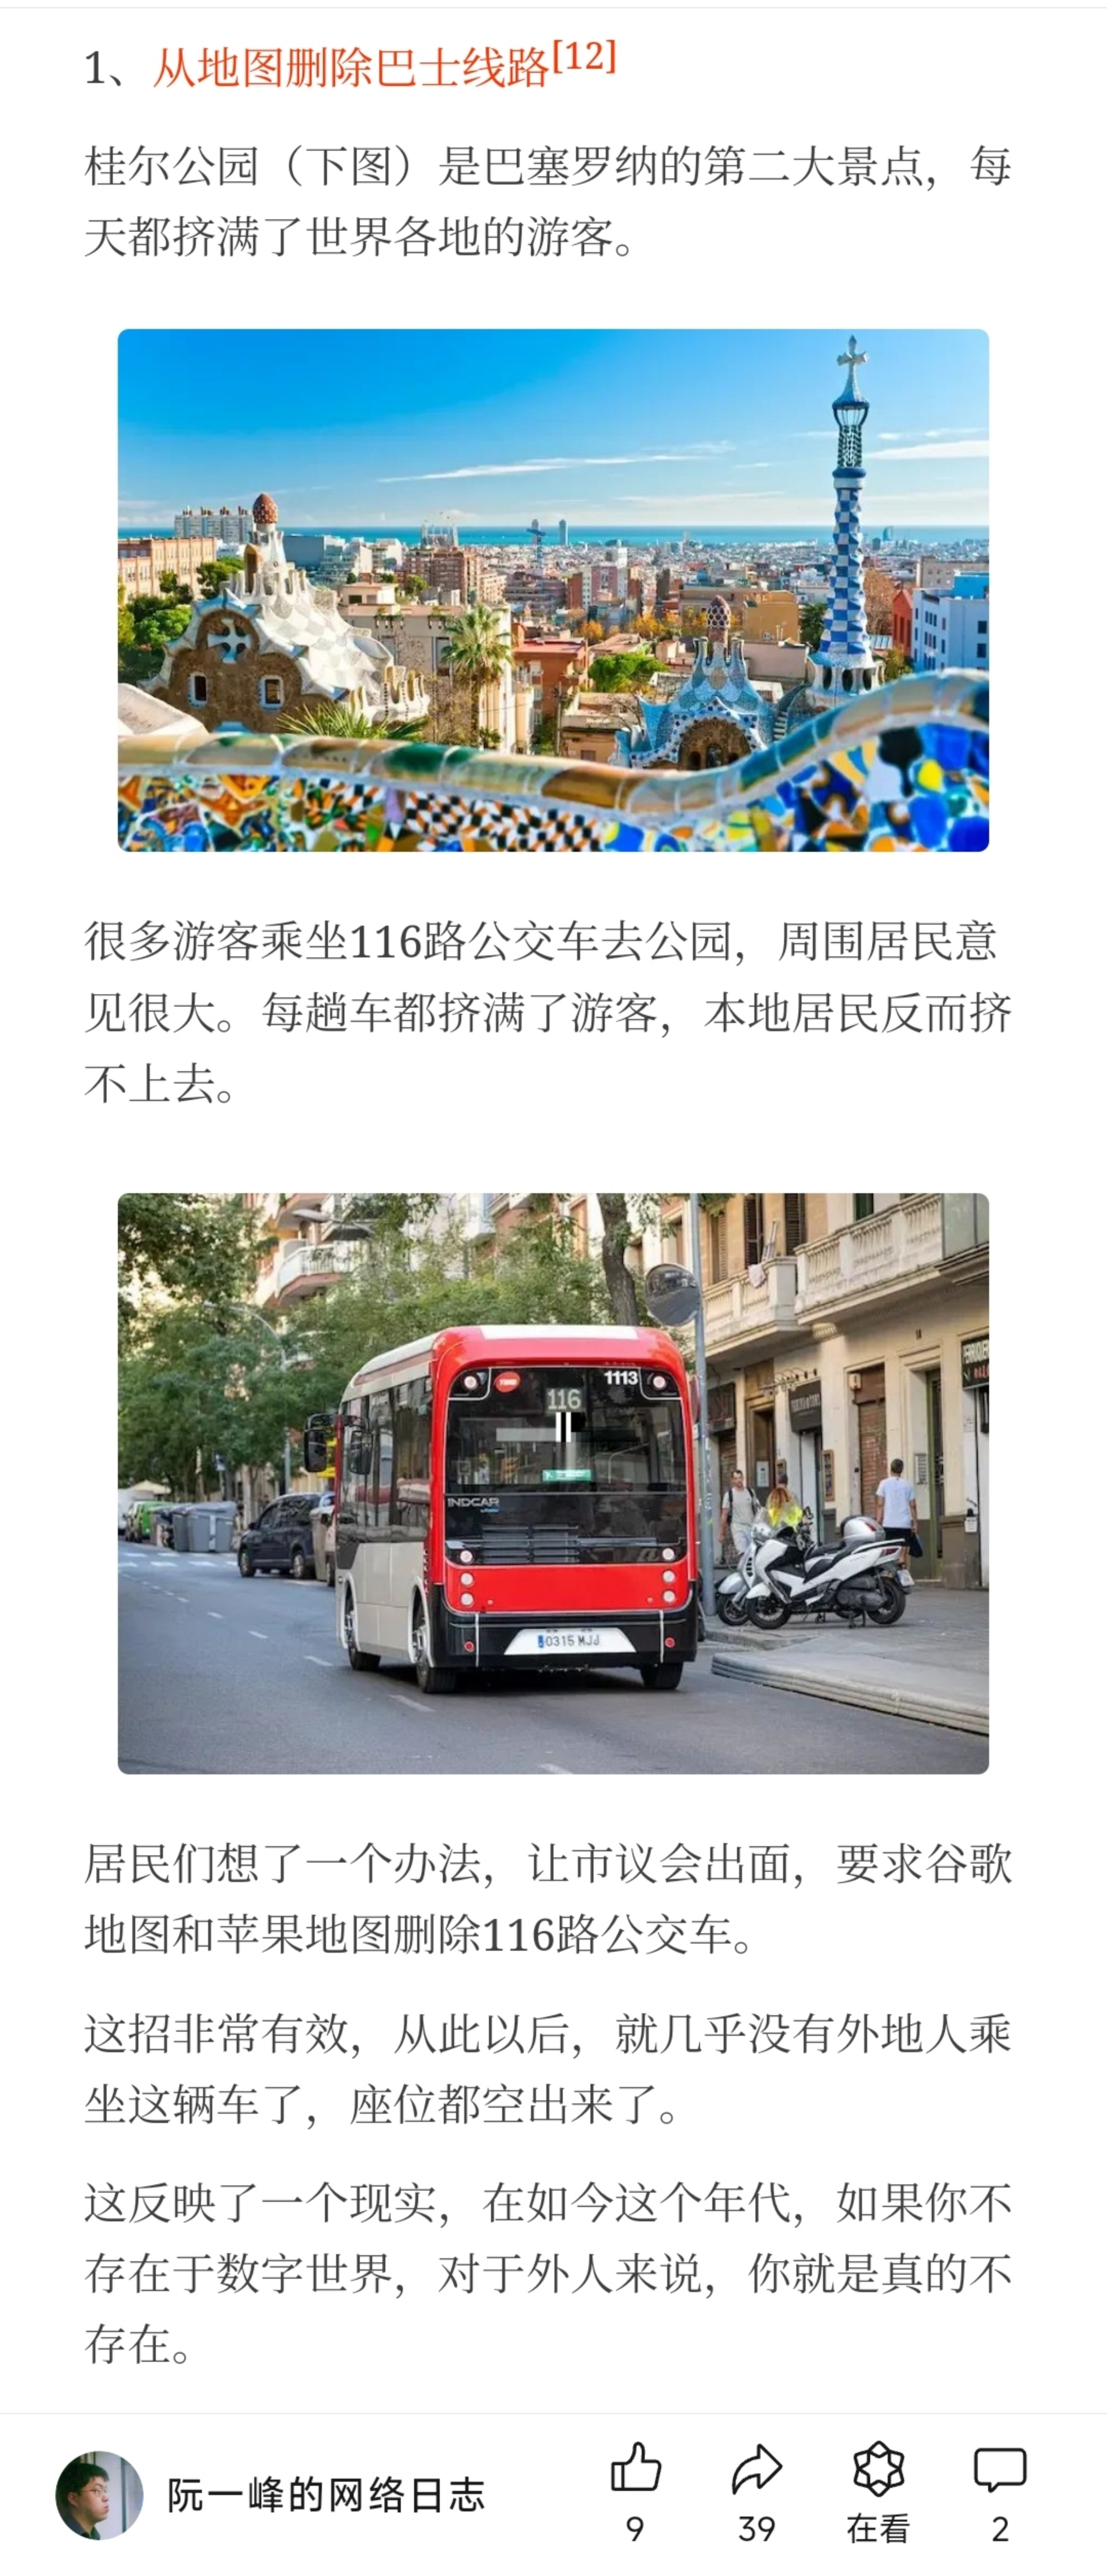 1、从地图删除巴士线路[12]
桂尔公园（下图）是巴塞罗纳的第二大景点，每
天都挤满了世界各地的游客。
很多游客乘坐116路公交车去公园，周围居民意
见很大。每趟车都挤满了游客，本地居民反而挤
不上去。
1113
116
INDCAR
0315 MJJ
居民们想了一个办法，让市议会出面，要求谷歌
地图和苹果地图删除116路公交车。
这招非常有效，从此以后，就几乎没有外地人乘
坐这辆车了，座位都空出来了。
这反映了一个现实，在如今这个年代，如果你不
存在于数字世界，对于外人来说，你就是真的不
存在。
阮一峰的网络日志
9
39
在看
2